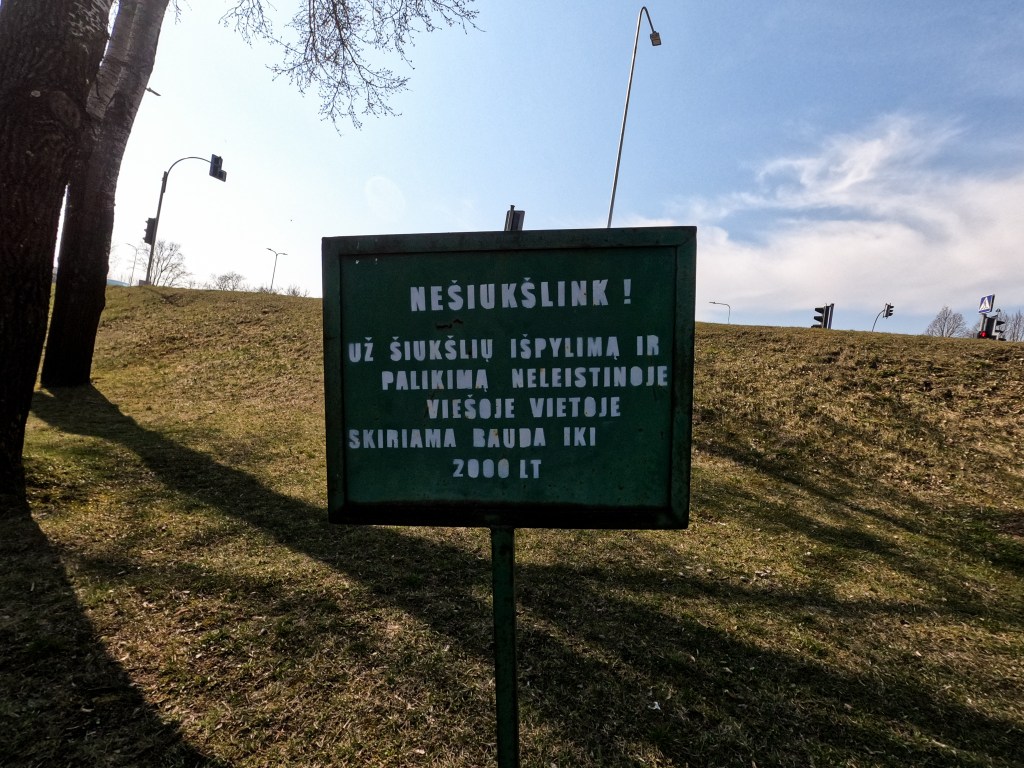 NEŠIUKŠLINK !
UŽ ŠIUKŠLIŲ IŠPYLIMĄ IR
PALIKIMĄ NELEISTINOJE
VIEŠOJE VIETOJE
SKIRIAMA BAUDA IKI
2000 LT